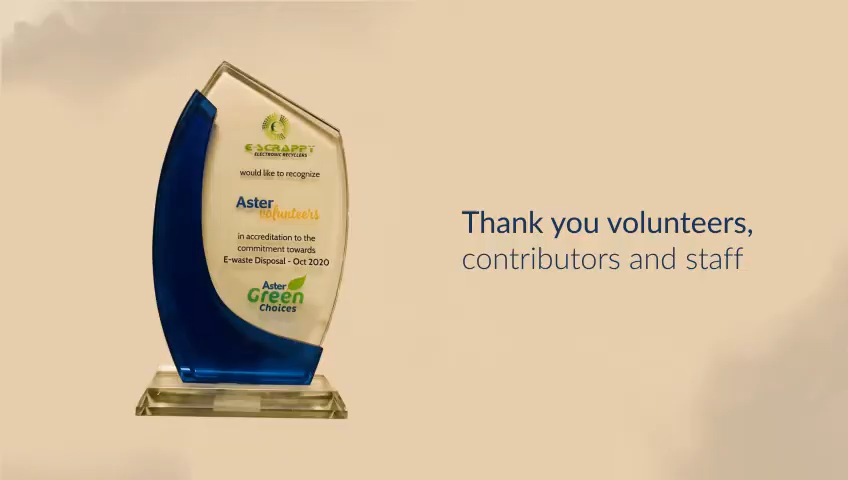 E-SCRAPPY
ELECTRONIC RECYCLERS
would like to recognize
Aster
volunteers
in accreditation to the
commitment towards
E-waste Disposal - Oct 2020
Aster
Green
Choices
Thank you volunteers,
contributors and staff